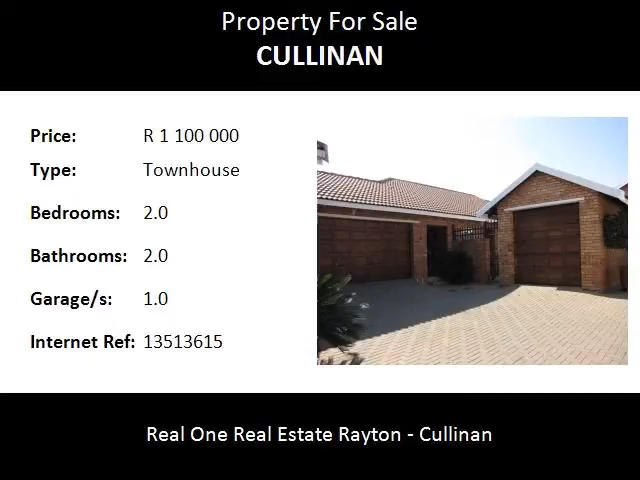 Property For Sale
CULLINAN
Price: R 1 100 000
Type: Townhouse
Bedrooms: 2.0
Bathrooms: 2.0
Garage/s: 1.0
Internet Ref: 13513615
Real One Real Estate Rayton - Cullinan